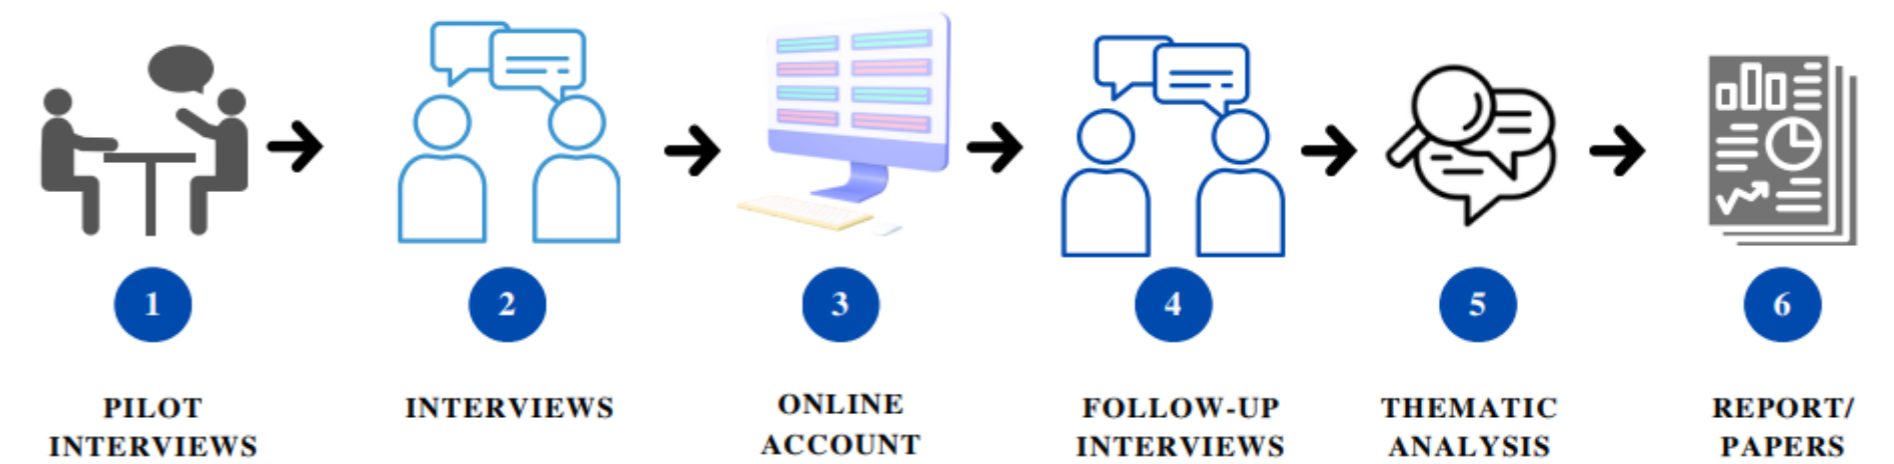 1
2
3
4
5
6
PILOT
INTERVIEWS
INTERVIEWS
ONLINE
ACCOUNT
FOLLOW-UP
INTERVIEWS
THEMATIC
ANALYSIS
REPORT/
PAPERS